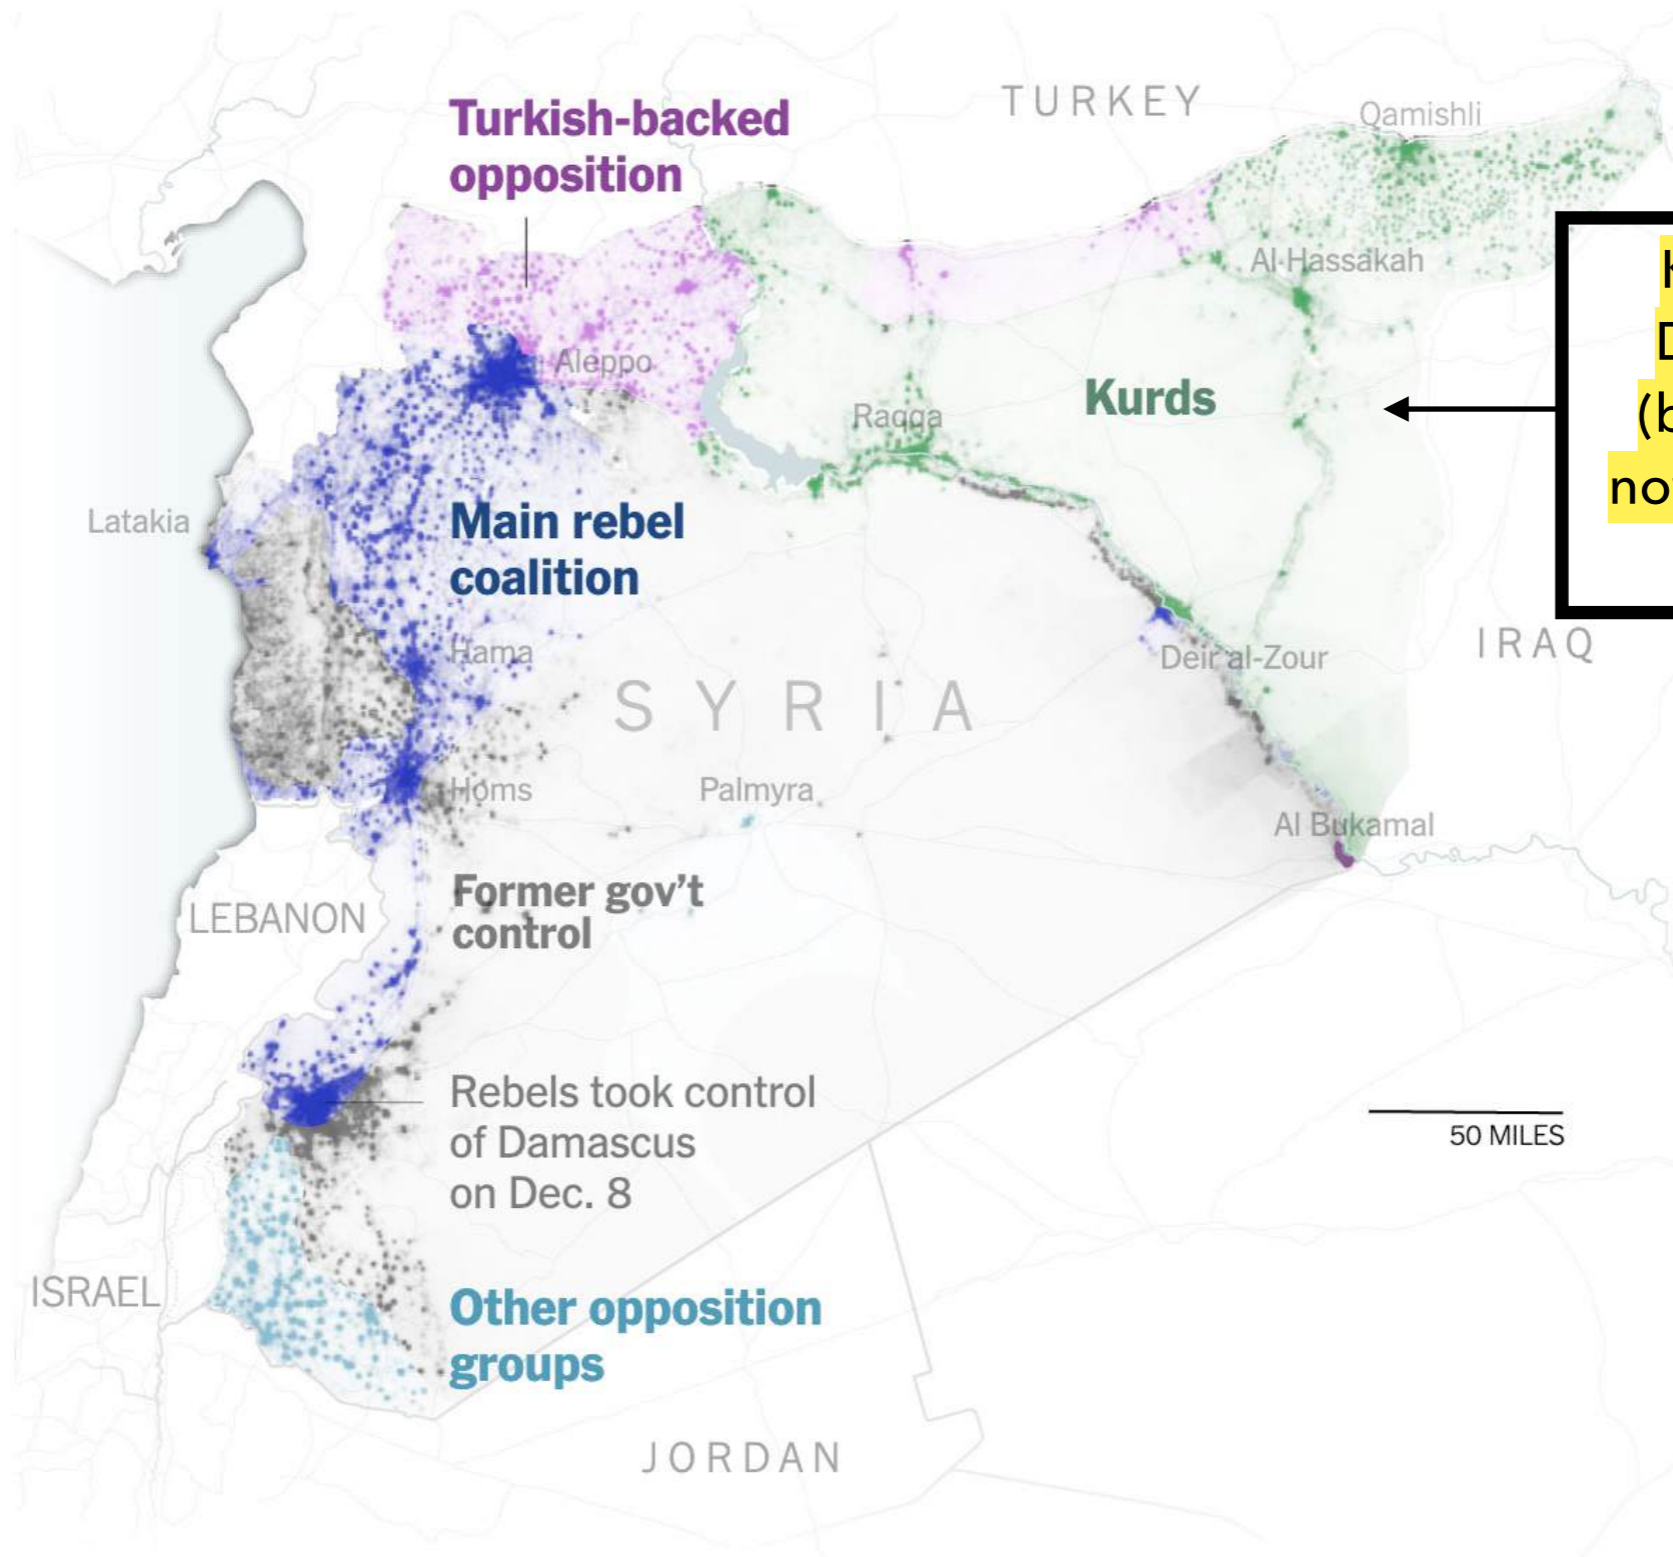 TURKEY
Turkish-backed
opposition
Qamishli
Al-Hassakah
Aleppo
Kurds
Raqqa
(b
Latakia
Main rebel
coalition
IRAQ
Hama
Deir al-Zour
SYRIA
Homs
Palmyra
Al Bukamal
Former gov't
control
LEBANON
Rebels took control
of Damascus
on Dec. 8
50 MILES
ISRAEL
Other opposition
groups
JORDAN